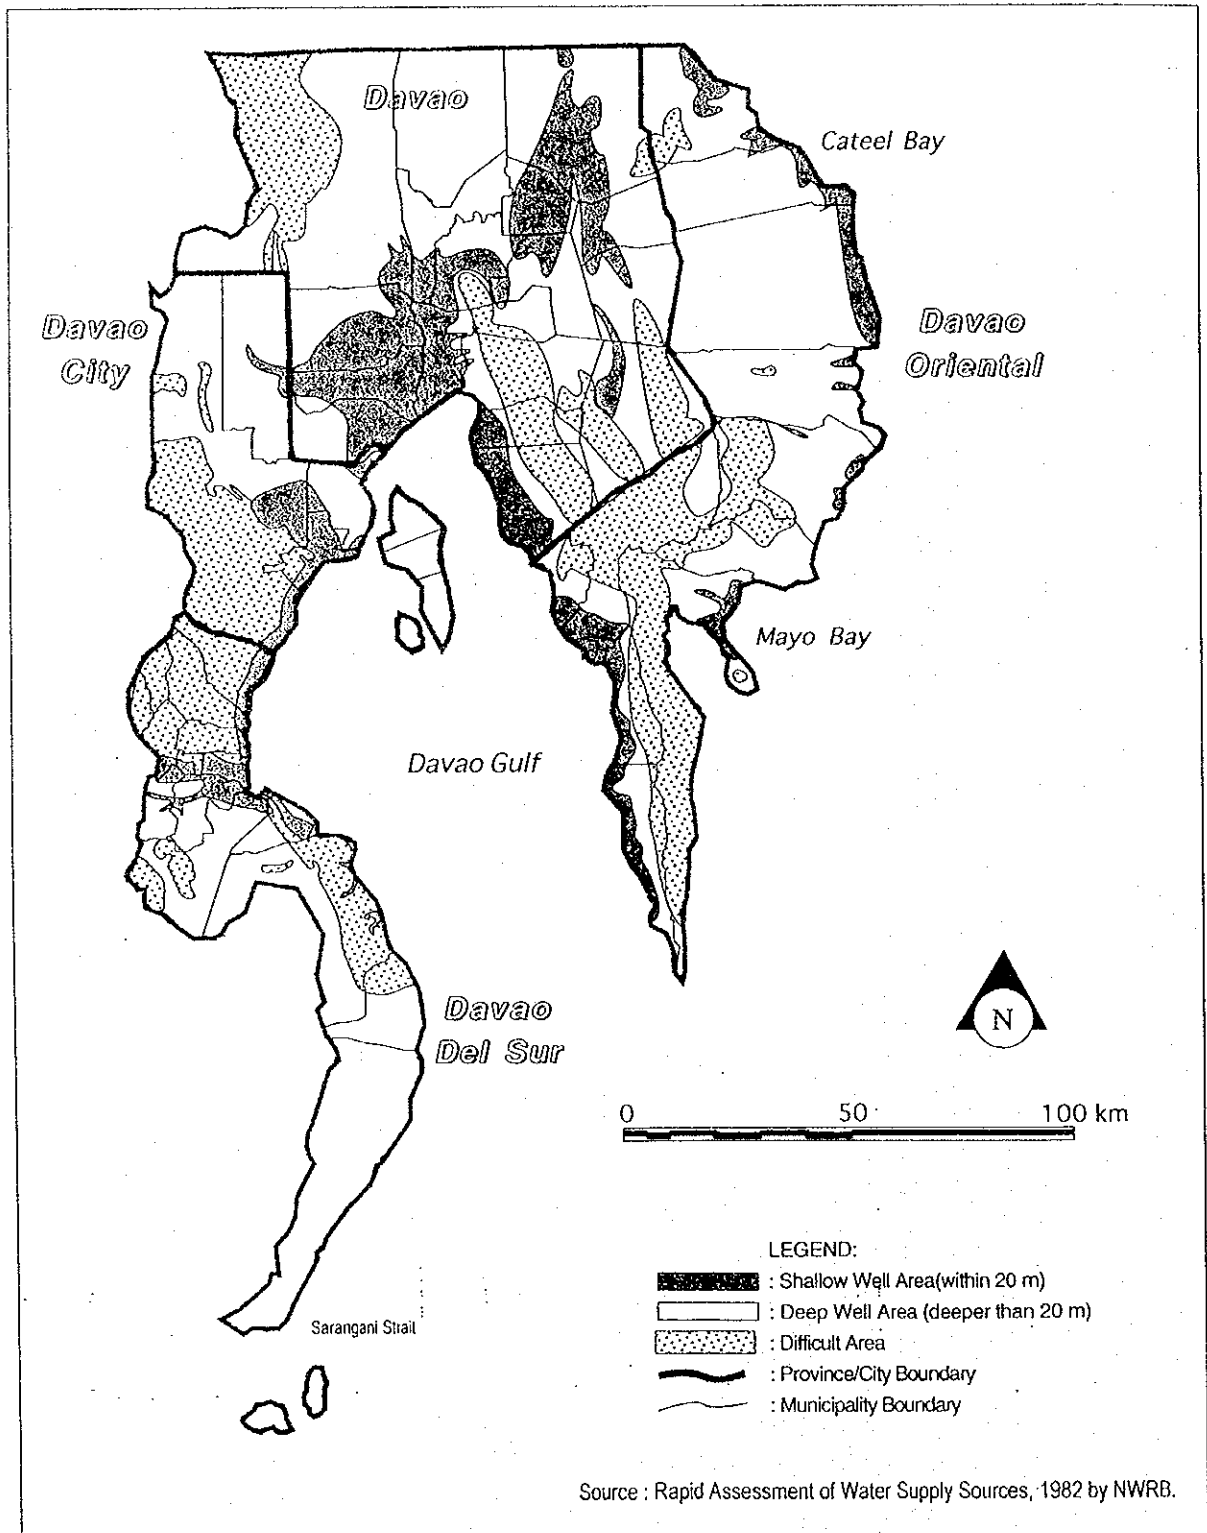 Davao
Cateel Bay
Davao
City
Davao
Oriental
Mayo Bay
Davao Gulf
Davao
Del Sur
N
0 50 100 km
LEGEND:
: Shallow Well Area(within 20 m)
: Deep Well Area (deeper than 20 m)
: Difficult Area
: Province/City Boundary
: Municipality Boundary
Sarangani Strait
Source : Rapid Assessment of Water Supply Sources, 1982 by NWRB.